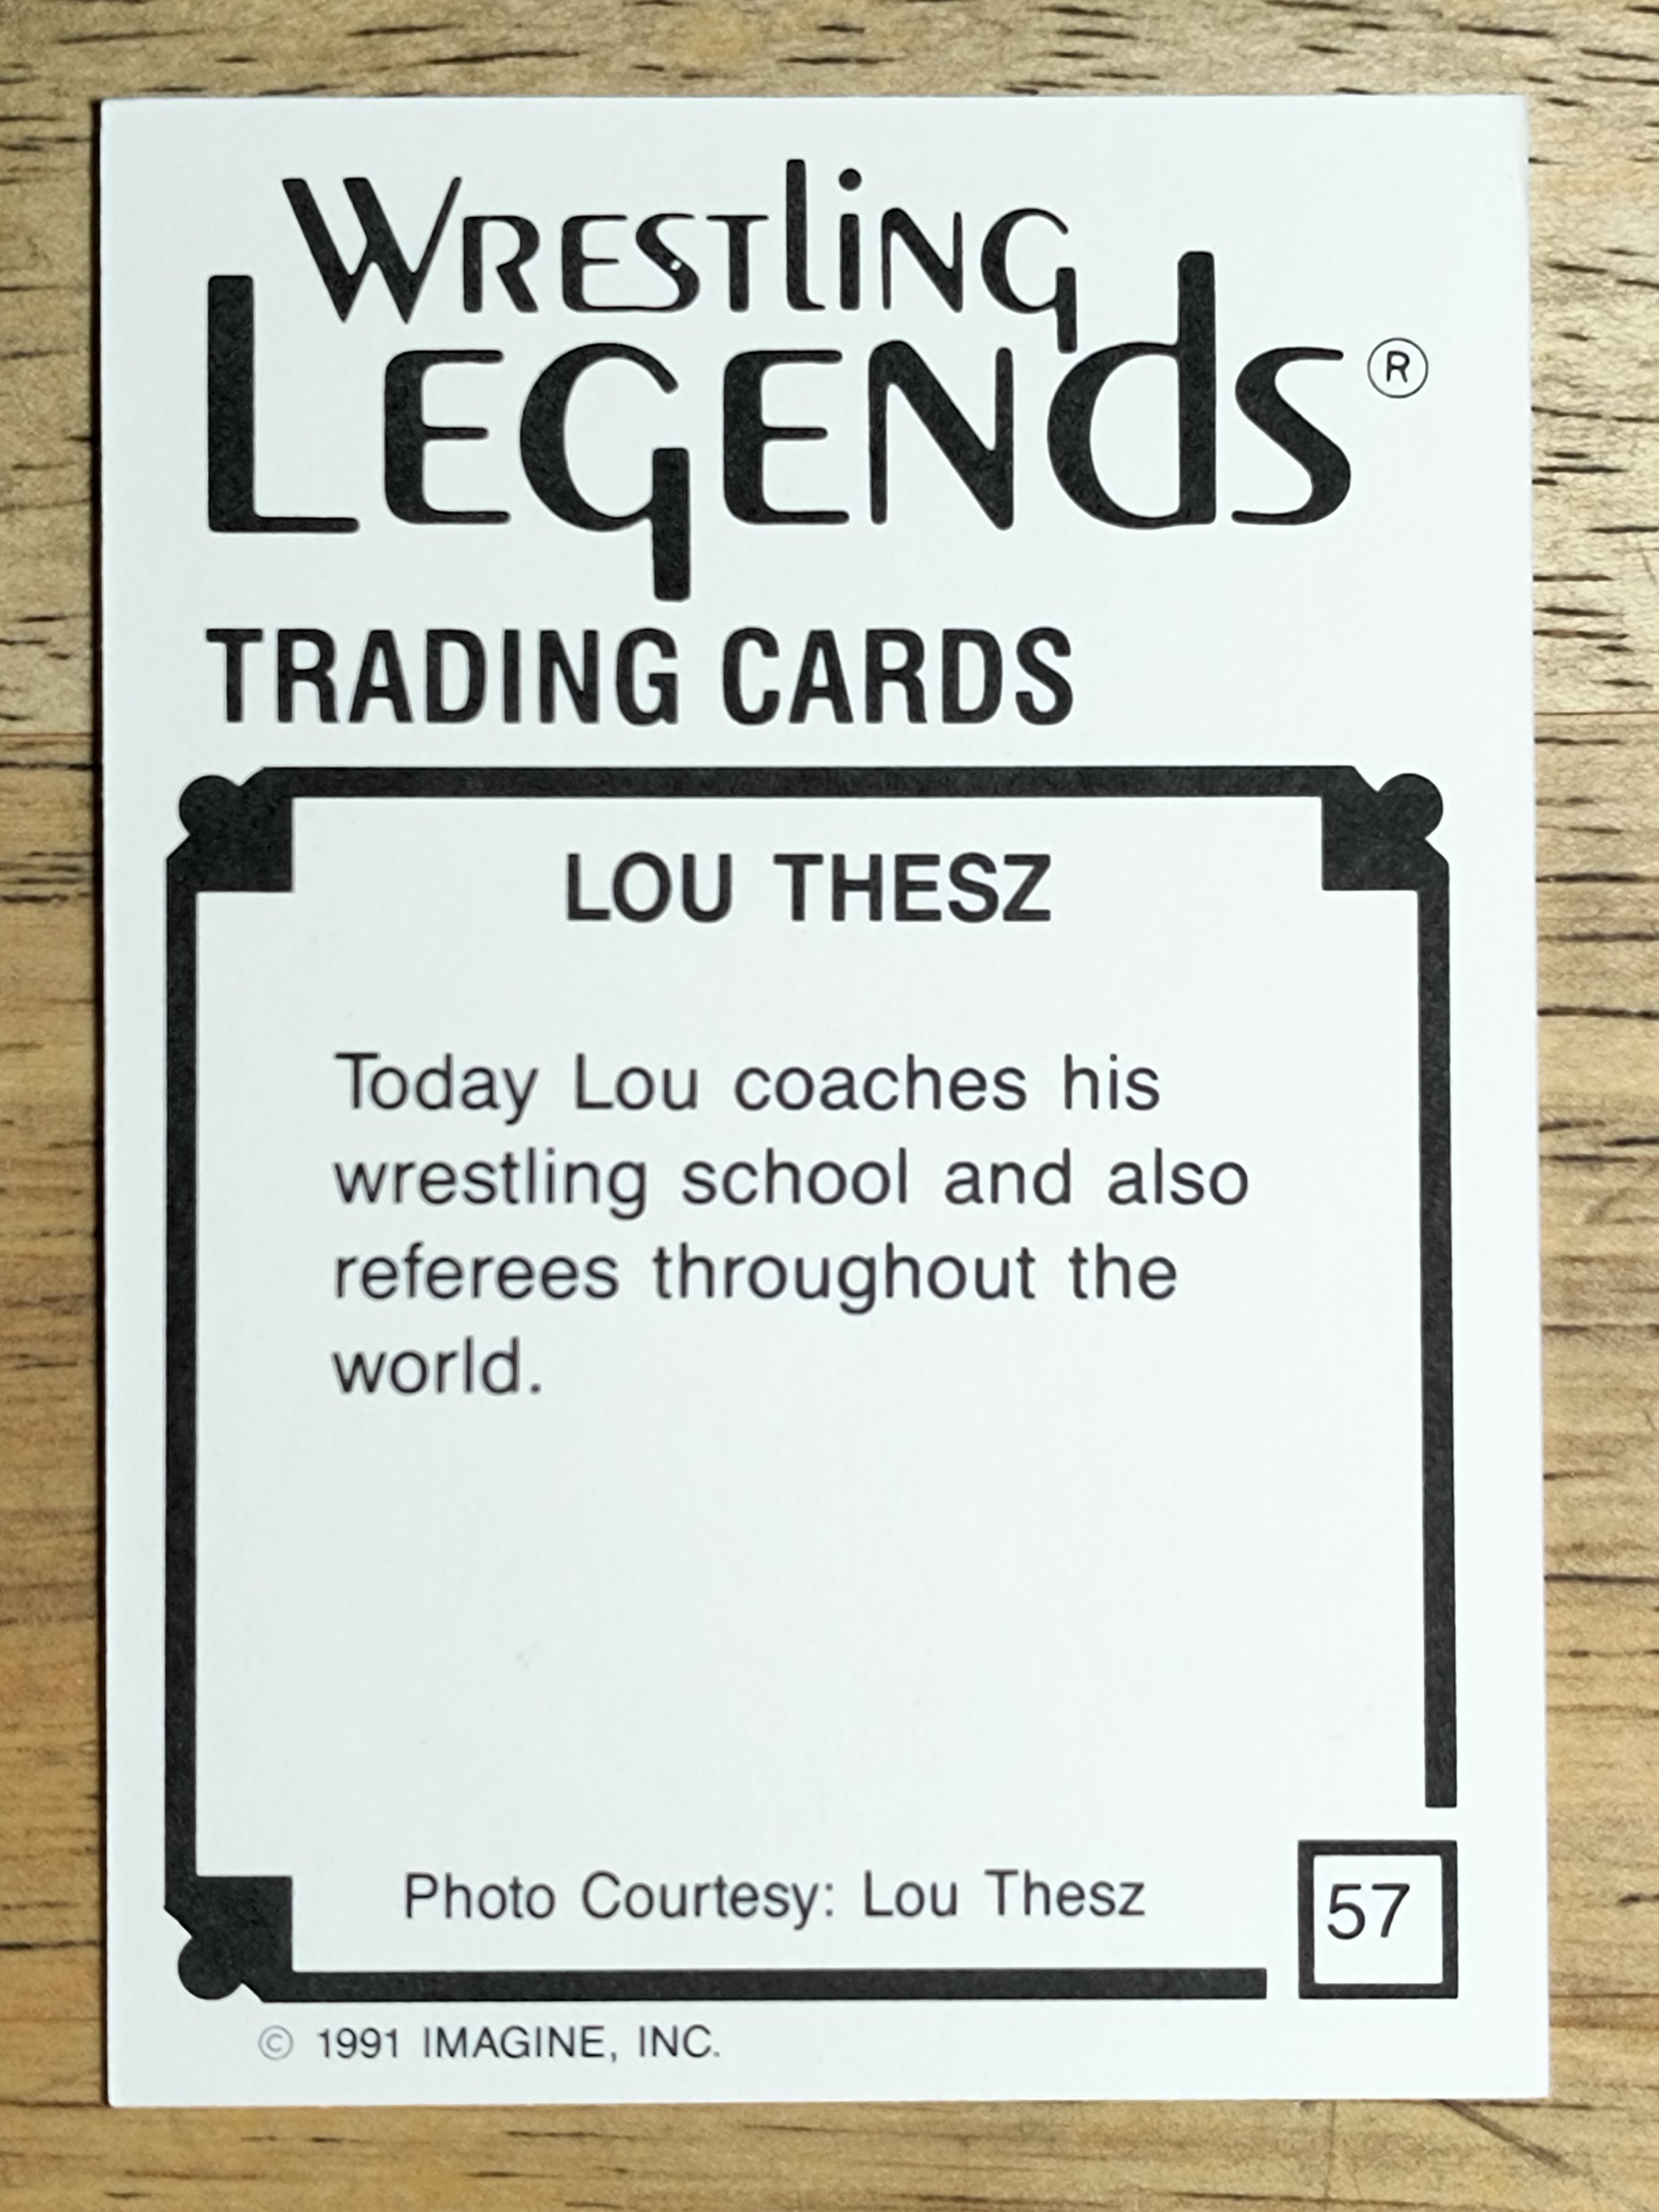 WRESTliNG
LEGENdS ®
TRADING CARDS
LOU THESZ
Today Lou coaches his
wrestling school and also
referees throughout the
world.
Photo Courtesy: Lou Thesz
57
© 1991 IMAGINE, INC.